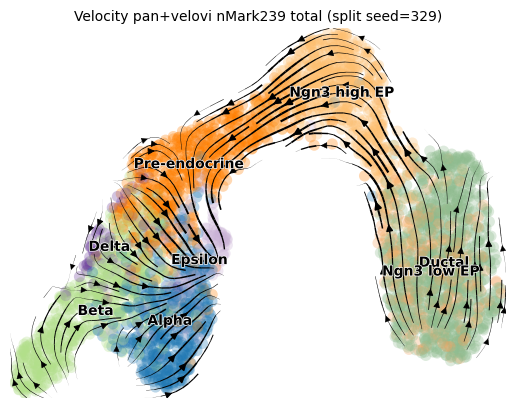 Velocity pan+velovi nMark239 total (split seed=329)
Ngn3 high EP
Pre-endocrine
Delta
Epsilon
Ductal
Ngn3 low EP
Beta
Alpha